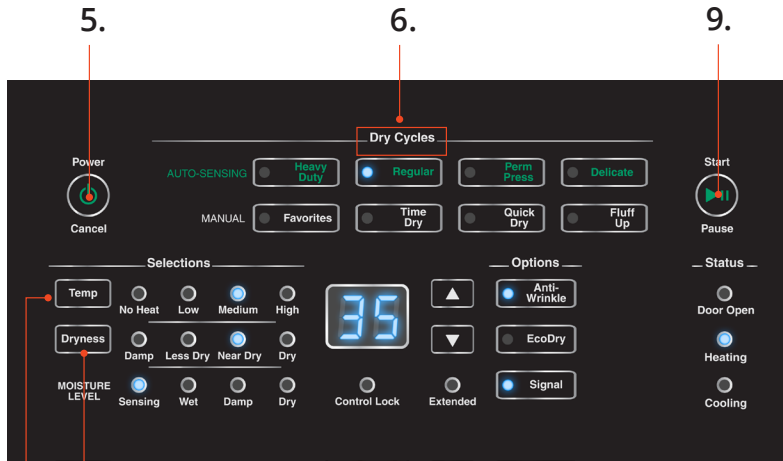 5.
6.
9.
Dry Cycles
Power
Cancel
AUTO-SENSING
Heavy
Duty
Regular
Perm
Press
Delicate
Start
Pause
MANUAL
Favorites
Time
Dry
Quick
Dry
Fluff
Up
Selections
Temp
No Heat
Low
Medium
High
Dryness
Damp
Less Dry
Near Dry
Dry
MOISTURE
LEVEL
Sensing
Wet
Damp
Dry
35
Control Lock
Extended
Options
Anti-
Wrinkle
EcoDry
Signal
Status
Door Open
Heating
Cooling